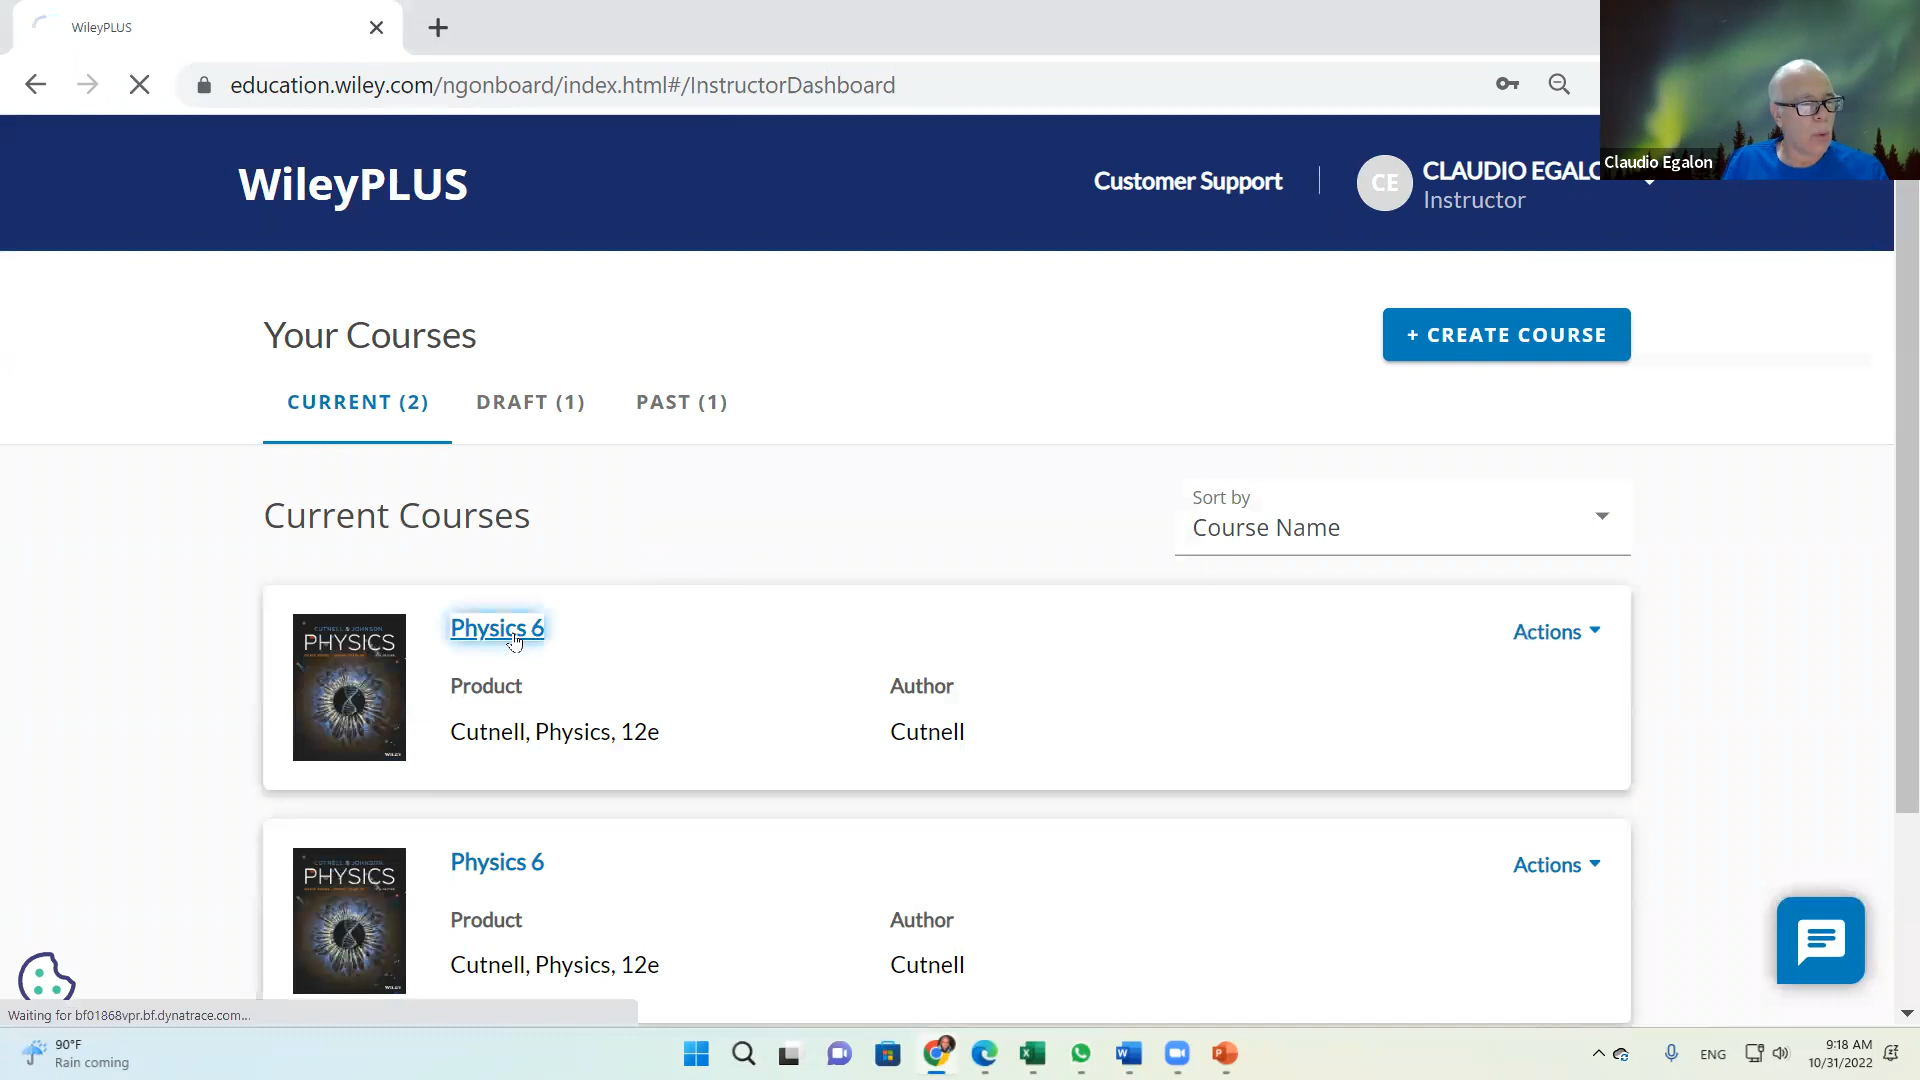 WileyPLUS
education.wiley.com/ngonboard/index.html#/InstructorDashboard
Claudio Egalon
WileyPLUS
Customer Support
CE
CLAUDIO EGALO
Instructor
Your Courses
+ CREATE COURSE
CURRENT (2)
DRAFT (1)
PAST (1)
Current Courses
Sort by
Course Name
CUTNELL & JOHNSON
PHYSICS
WILEY
Physics 6
Actions
Product
Author
Cutnell, Physics, 12e
Cutnell
CUTNELL & JOHNSON
PHYSICS
WILEY
Physics 6
Actions
Product
Author
Cutnell, Physics, 12e
Cutnell
Waiting for bf01868vpr.bf.dynatrace.com...
90°F
Rain coming
ENG
9:18 AM
10/31/2022